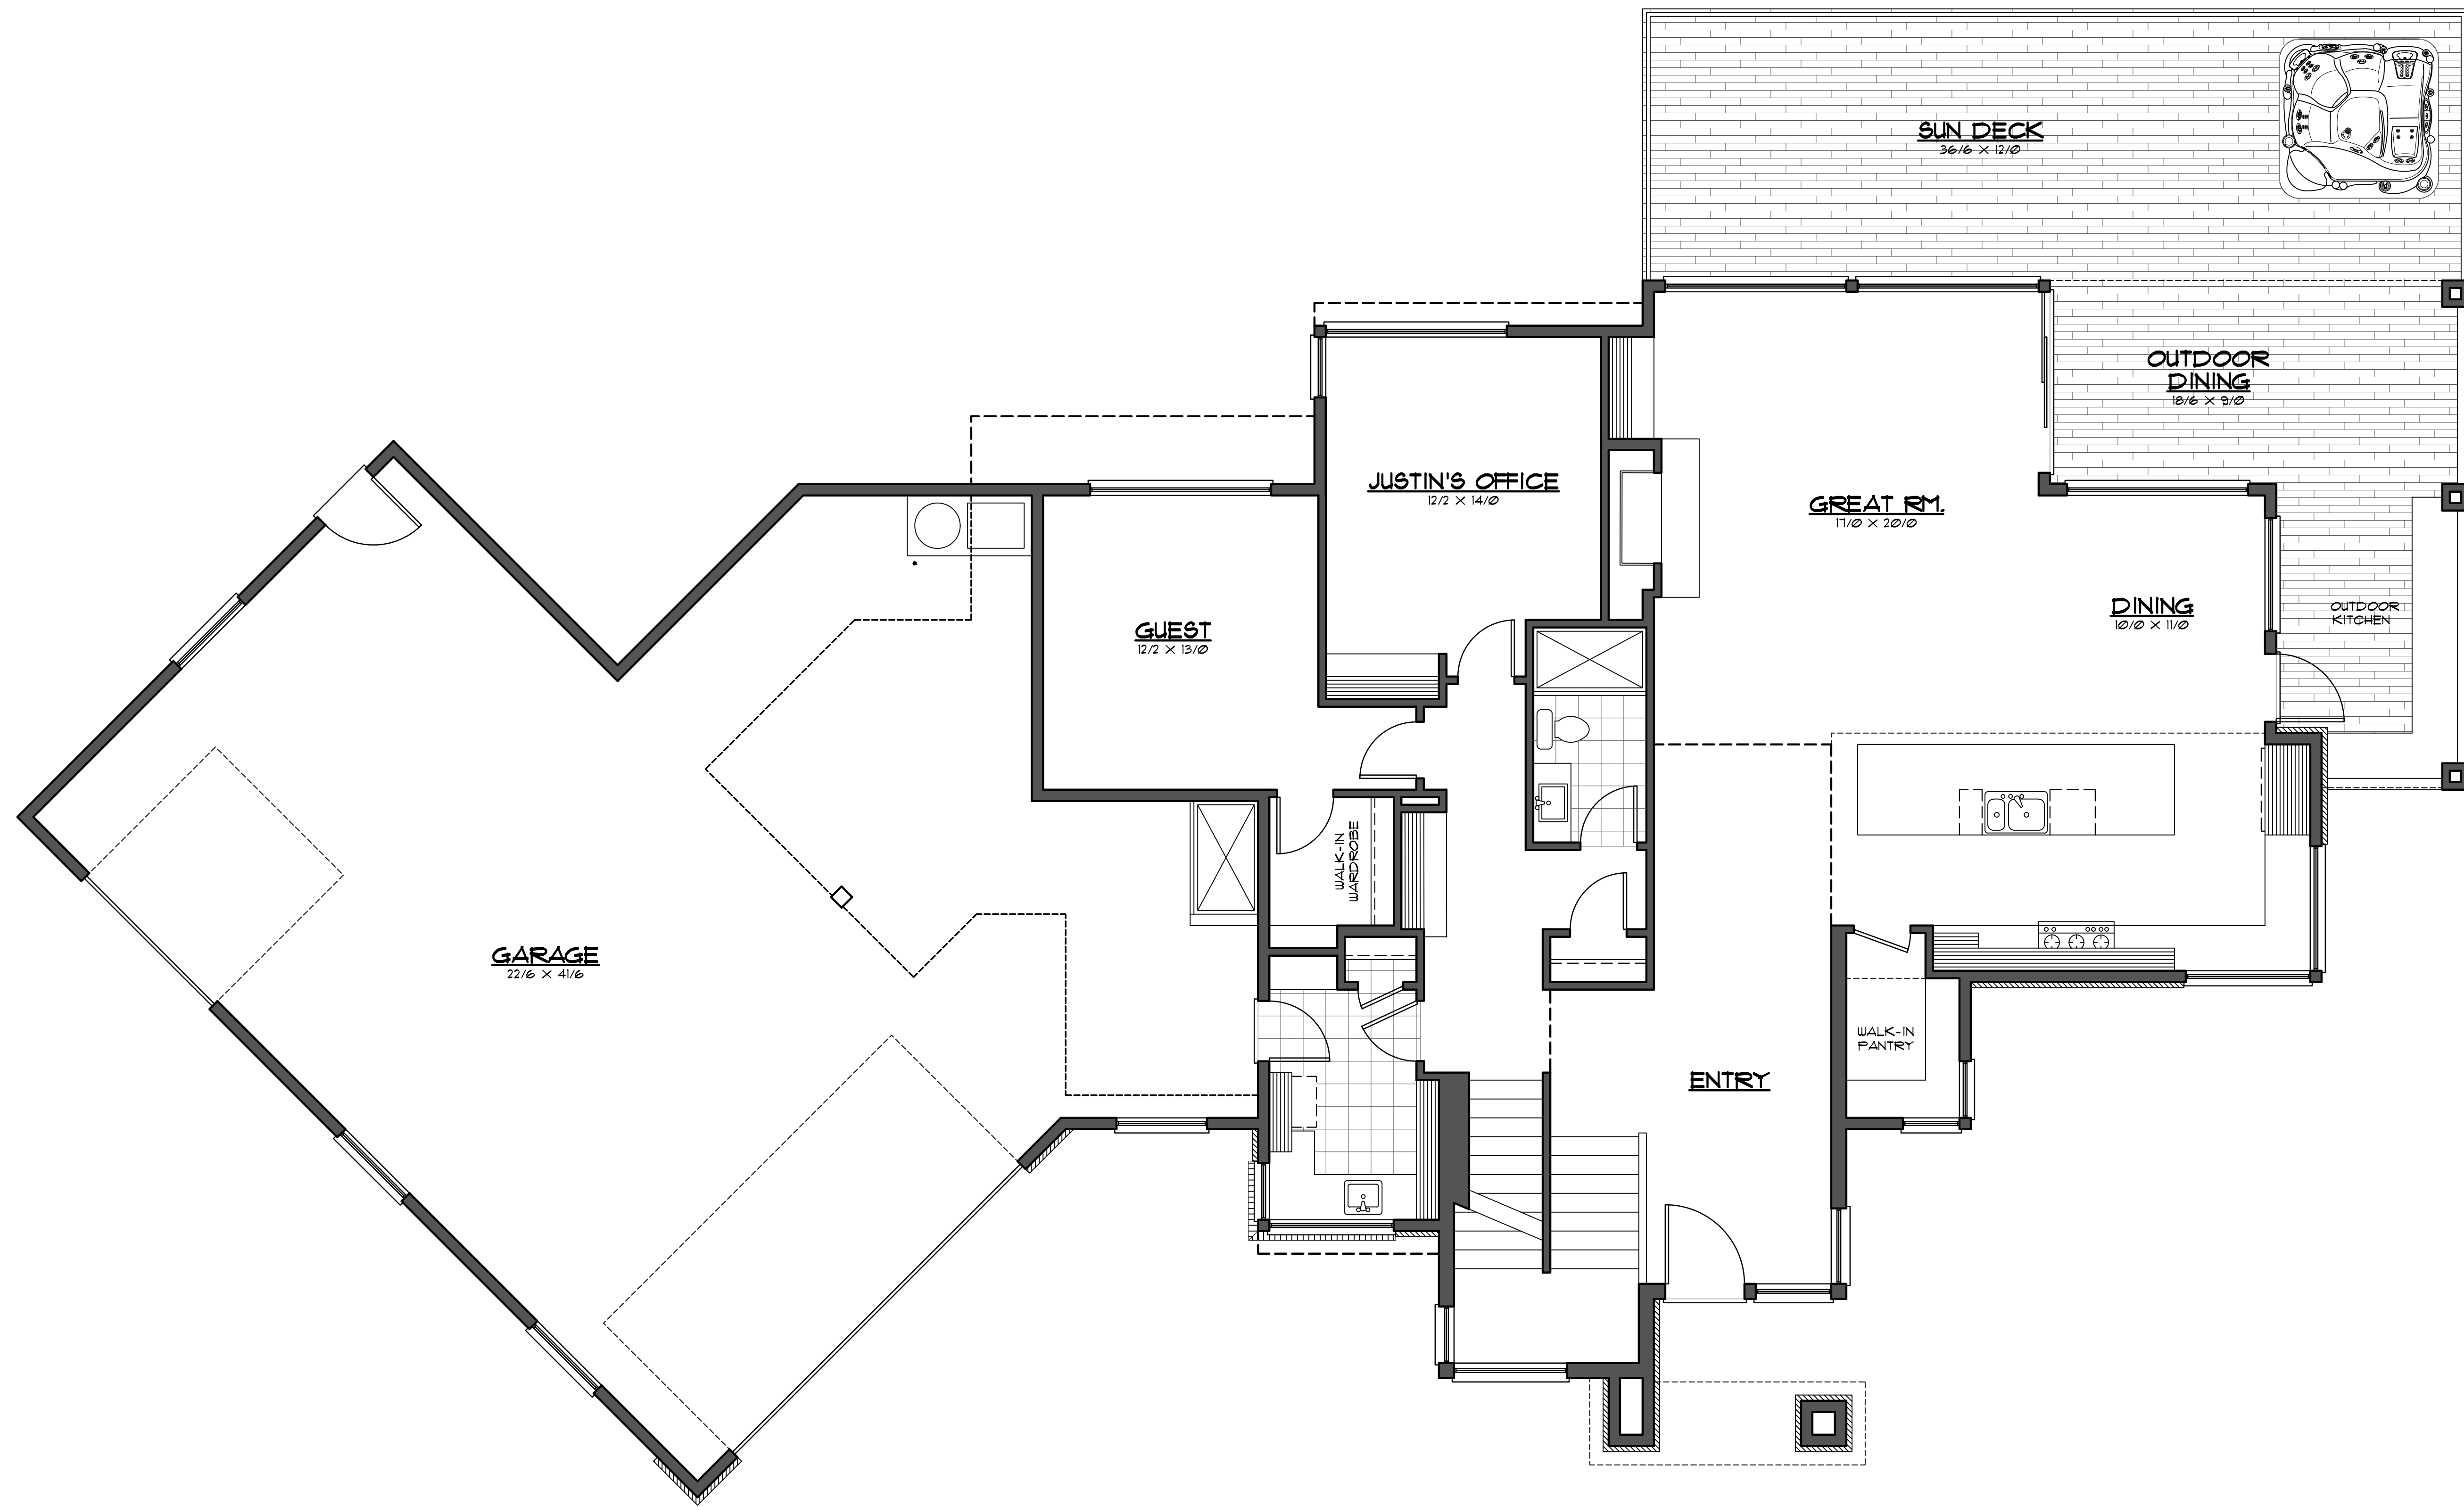 SUN DECK
36/6 X 12/0
OUTDOOR
DINING
18/6 X 9/0
JUSTIN'S OFFICE
12/2 X 14/0
GREAT RM.
17/0 X 20/0
GUEST
12/2 X 13/0
DINING
10/0 X 11/0
OUTDOOR
KITCHEN
WALK-IN
WARDROBE
GARAGE
22/6 X 41/6
WALK-IN
PANTRY
ENTRY